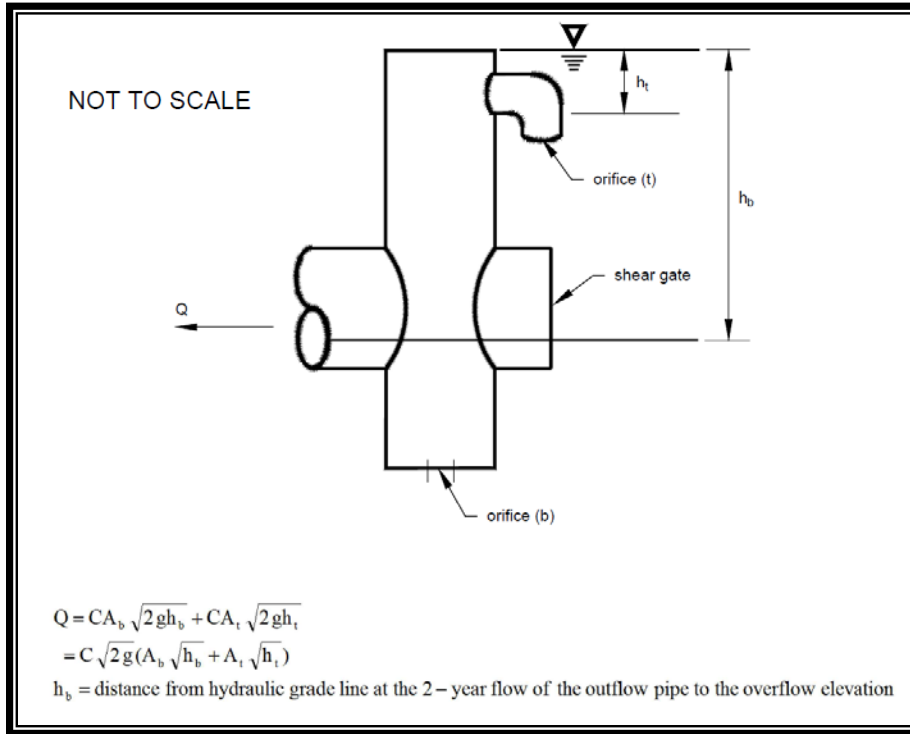 NOT TO SCALE
hₜ
orifice (t)
h_b
shear gate
Q
orifice (b)
Q = CA_b √2gh_b + CA_t √2gh_t
= C√2g(A_b √h_b + A_t √h_t)
h_b = distance from hydraulic grade line at the 2 – year flow of the outflow pipe to the overflow elevation